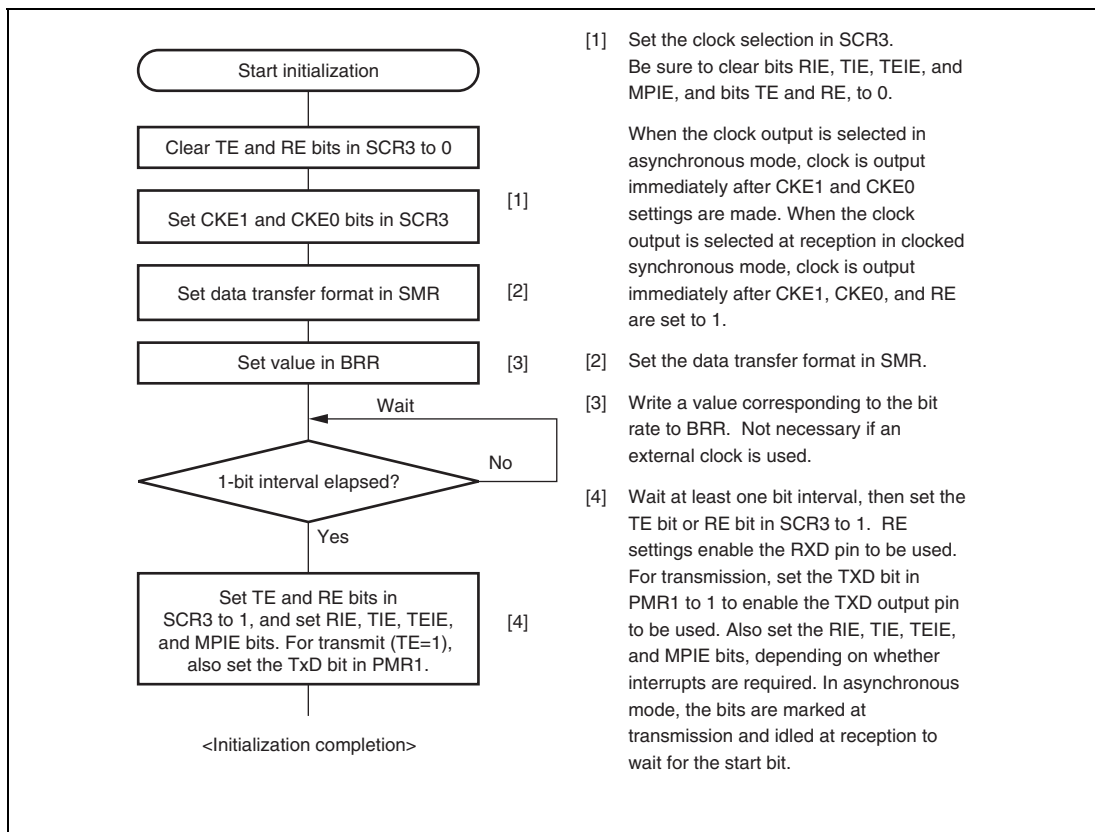 Start initialization
Clear TE and RE bits in SCR3 to 0
Set CKE1 and CKE0 bits in SCR3
[1]
Set data transfer format in SMR
[2]
Set value in BRR
[3]
Wait
1-bit interval elapsed?
No
Yes
Set TE and RE bits in
SCR3 to 1, and set RIE, TIE, TEIE,
and MPIE bits. For transmit (TE=1),
also set the TxD bit in PMR1.
[4]
<Initialization completion>
[1] Set the clock selection in SCR3.
Be sure to clear bits RIE, TIE, TEIE, and
MPIE, and bits TE and RE, to 0.
When the clock output is selected in
asynchronous mode, clock is output
immediately after CKE1 and CKE0
settings are made. When the clock
output is selected at reception in clocked
synchronous mode, clock is output
immediately after CKE1, CKE0, and RE
are set to 1.
[2] Set the data transfer format in SMR.
[3] Write a value corresponding to the bit
rate to BRR. Not necessary if an
external clock is used.
[4] Wait at least one bit interval, then set the
TE bit or RE bit in SCR3 to 1. RE
settings enable the RXD pin to be used.
For transmission, set the TXD bit in
PMR1 to 1 to enable the TXD output pin
to be used. Also set the RIE, TIE, TEIE,
and MPIE bits, depending on whether
interrupts are required. In asynchronous
mode, the bits are marked at
transmission and idled at reception to
wait for the start bit.